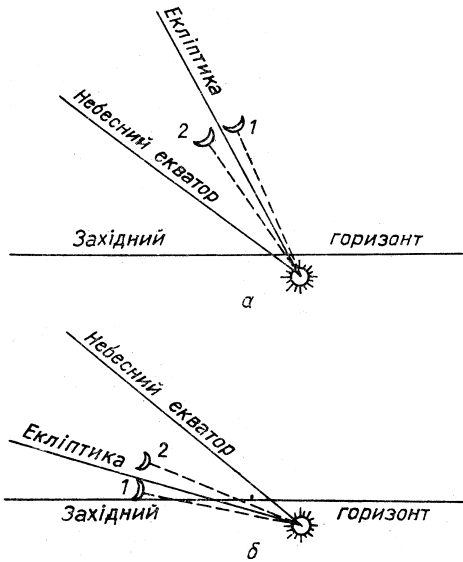 Екліптика
1
2
Небесний екватор
Західний горизонт
а
Небесний екватор
Екліптика
2
1
Західний горизонт
б